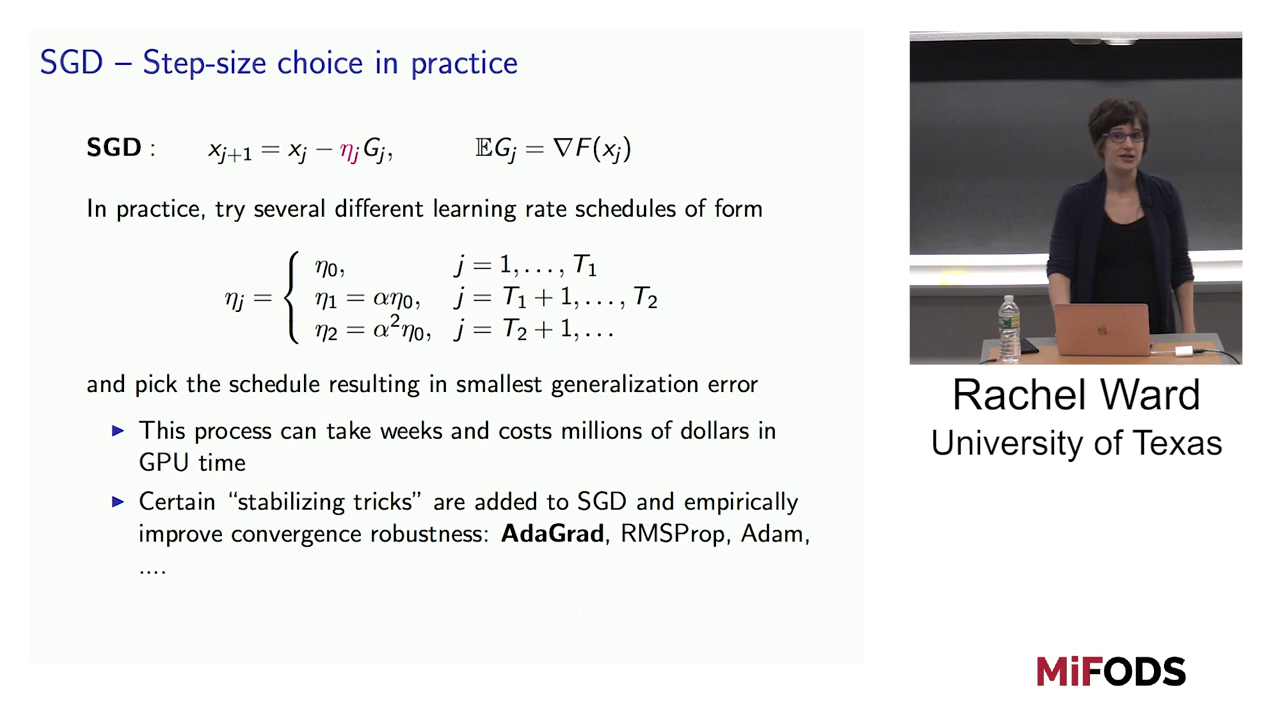 SGD – Step-size choice in practice
SGD : x_{j+1} = x_j − η_j G_j, 𝔼G_j = ∇F(x_j)
In practice, try several different learning rate schedules of form
η_j = { η_0, j = 1, . . . , T_1
η_1 = αη_0, j = T_1 + 1, . . . , T_2
η_2 = α²η_0, j = T_2 + 1, . . .
and pick the schedule resulting in smallest generalization error
▶ This process can take weeks and costs millions of dollars in
GPU time
▶ Certain “stabilizing tricks” are added to SGD and empirically
improve convergence robustness: AdaGrad, RMSProp, Adam,
....
Rachel Ward
University of Texas
MiFODS